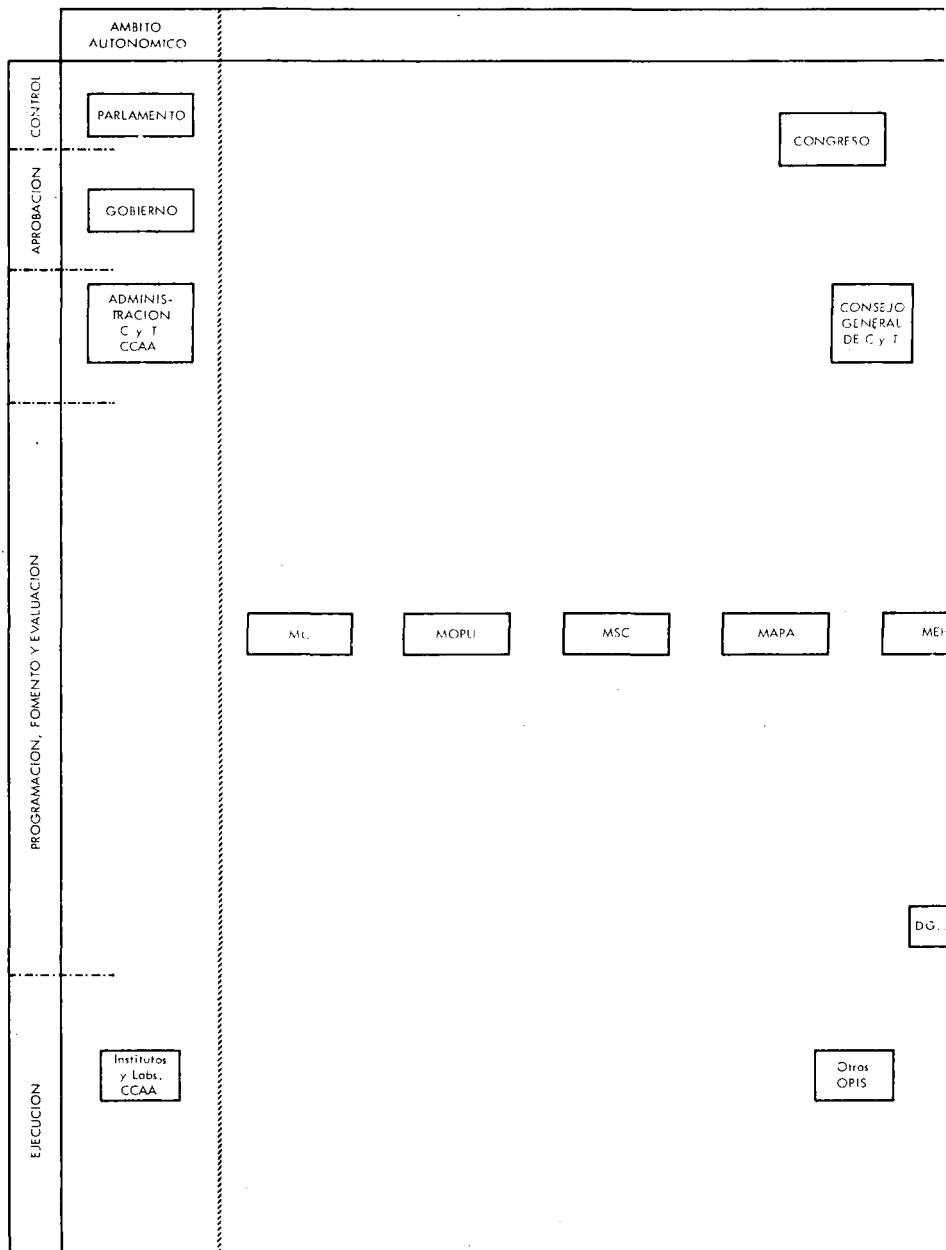 AMBITO
AUTONOMICO
CONTROL
PARLAMENTO
CONGRESO
APROBACION
GOBIERNO
ADMINIS-
TRACION
C y T
CCAA
CONSEJO
GENERAL
DE C y T
PROGRAMACION, FOMENTO Y EVALUACION
MOPU
MSC
MAPA
DG.
EJECUCION
Institutos
y Labs.
CCAA
Otros
OPIS